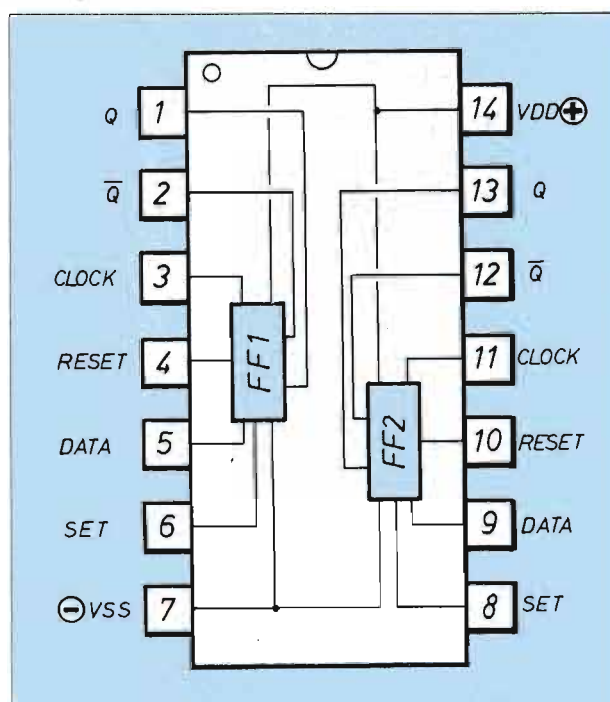 Q 1
Q̅ 2
CLOCK 3
RESET 4
DATA 5
SET 6
⊖ VSS 7
FF1
FF2
14 VDD ⊕
13 Q
12 Q̅
11 CLOCK
10 RESET
9 DATA
8 SET